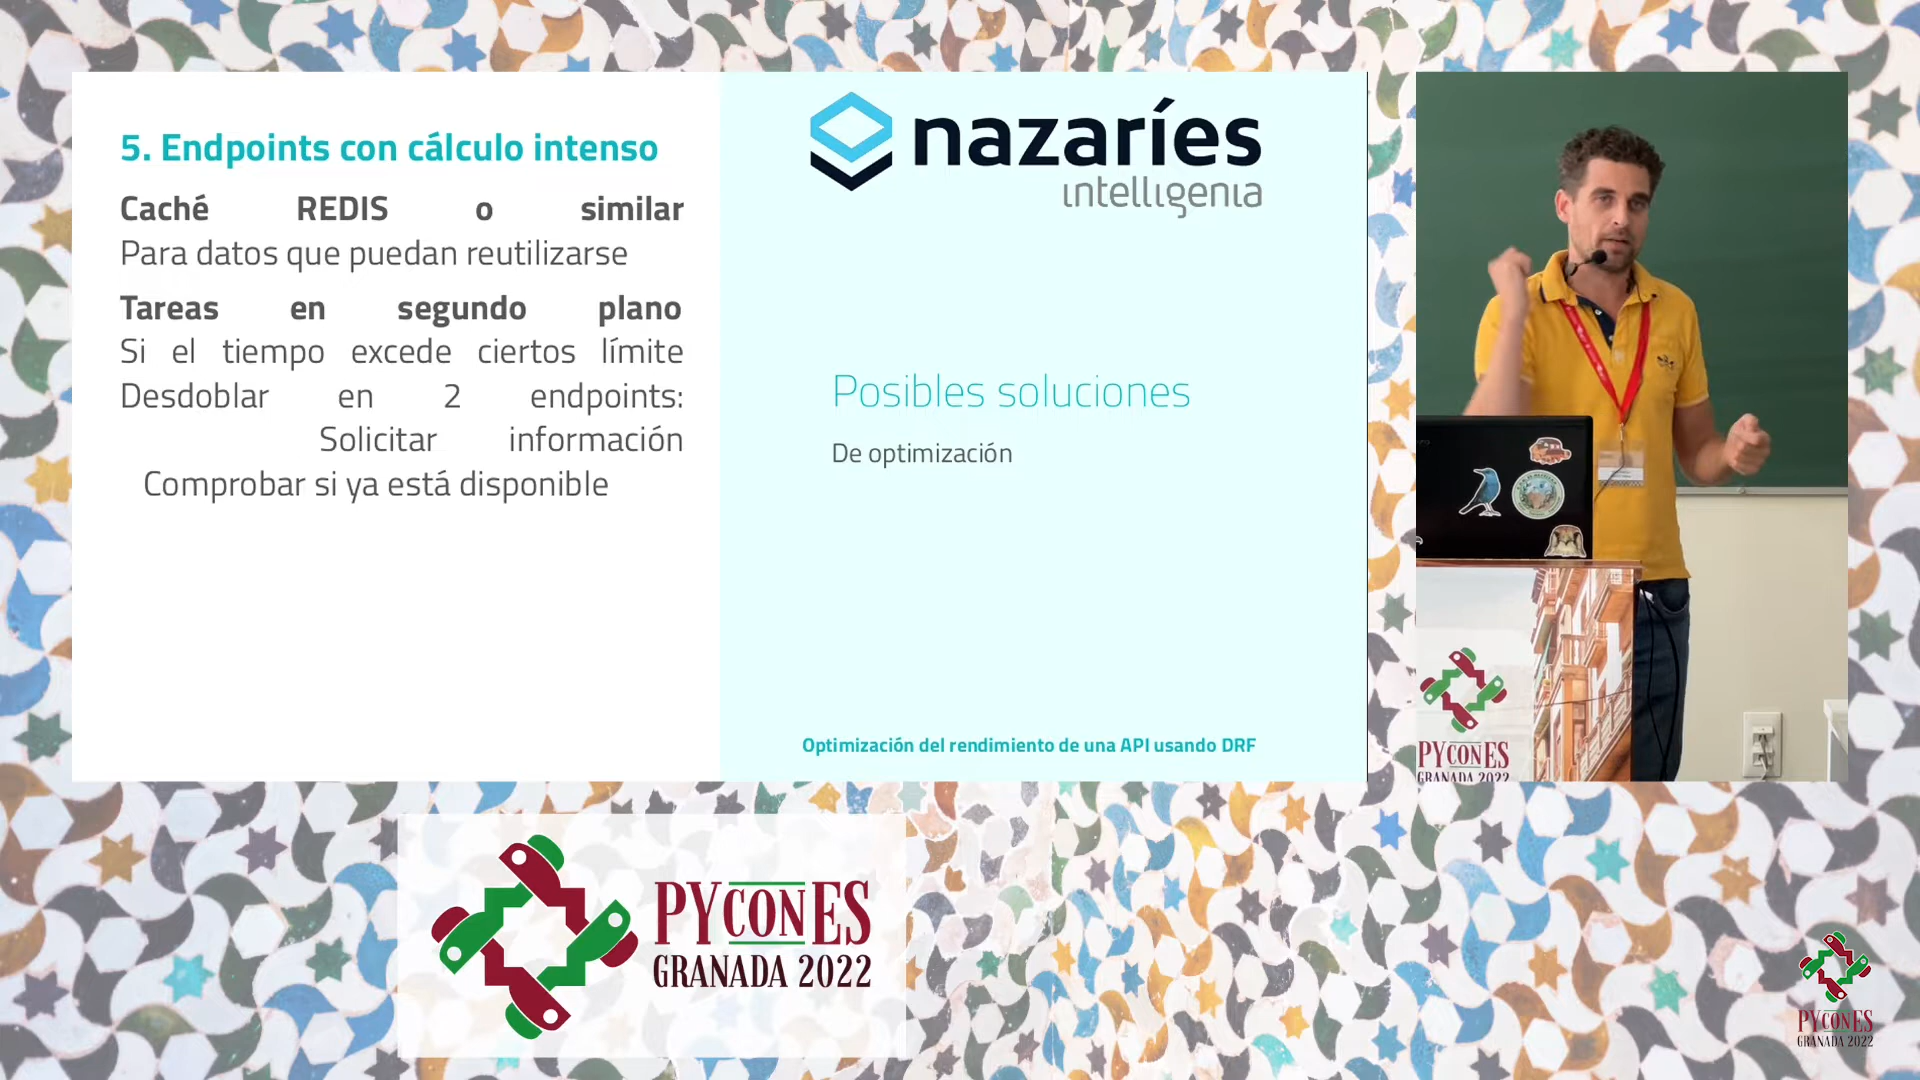 5. Endpoints con cálculo intenso
Caché REDIS o similar
Para datos que puedan reutilizarse
Tareas en segundo plano
Si el tiempo excede ciertos límite
Desdoblar en 2 endpoints:
Solicitar información
Comprobar si ya está disponible
nazaríes
intelligenia
Posibles soluciones
De optimización
Optimización del rendimiento de una API usando DRF
PYCONES
GRANADA 2022
PYCONES
GRANADA 2022
PYCONES
GRANADA 2022